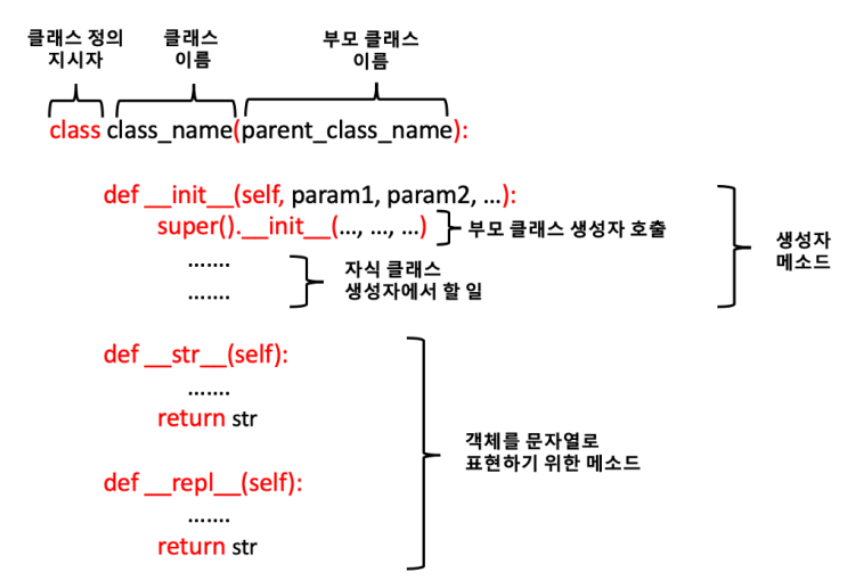 클래스 정의
지시자
클래스
이름
부모 클래스
이름
class class_name(parent_class_name):
def __init__(self, param1, param2, ...):
super().__init__(..., ..., ...)
부모 클래스 생성자 호출
.......
.......
자식 클래스
생성자에서 할 일
생성자
메소드
def __str__(self):
.......
return str
def __repl__(self):
.......
return str
객체를 문자열로
표현하기 위한 메소드